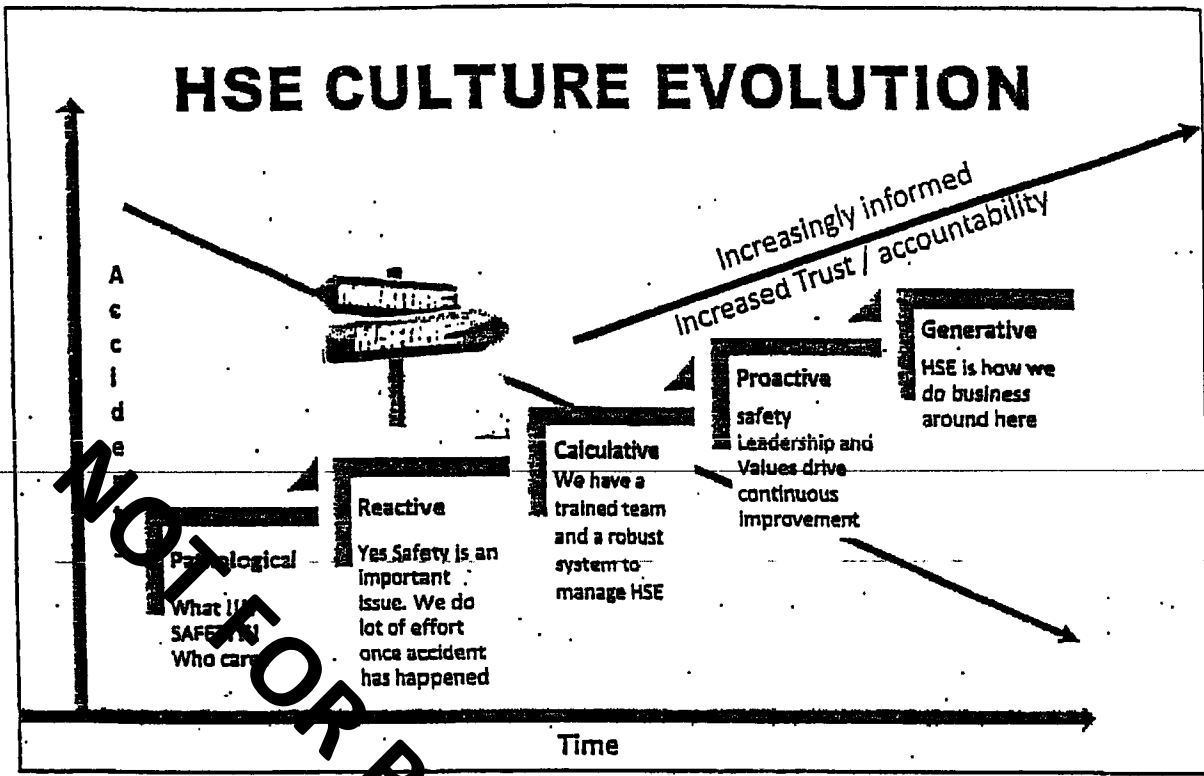 HSE CULTURE EVOLUTION
Increasingly informed
Increased Trust / accountability
Generative
HSE is how we
do business
around here
Proactive
safety
Leadership and
Values drive
continuous
improvement
Calculative
We have a
trained team
and a robust
system to
manage HSE
Reactive
Yes Safety is an
important
issue. We do
lot of effort
once accident
has happened
What
Who
Time
NOT FOR